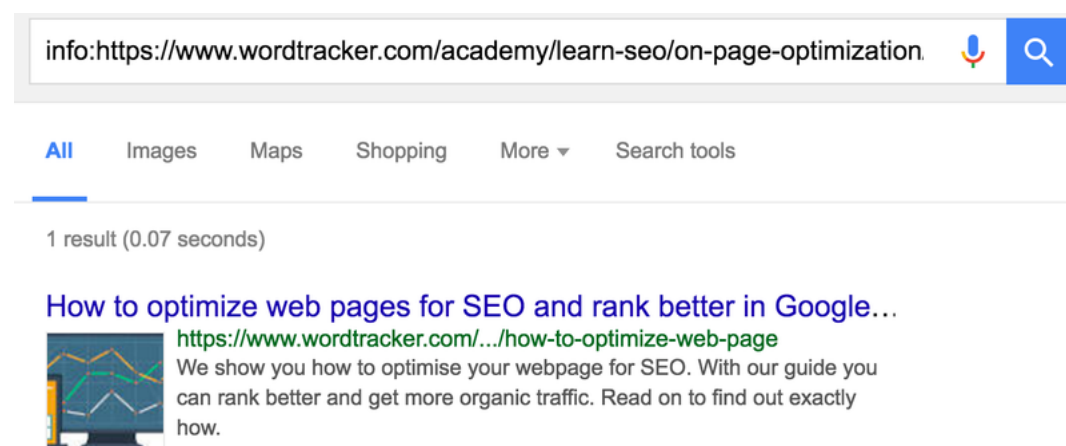 info:https://www.wordtracker.com/academy/learn-seo/on-page-optimization
All Images Maps Shopping More Search tools
1 result (0.07 seconds)
How to optimize web pages for SEO and rank better in Google...
https://www.wordtracker.com/.../how-to-optimize-web-page
We show you how to optimise your webpage for SEO. With our guide you
can rank better and get more organic traffic. Read on to find out exactly
how.